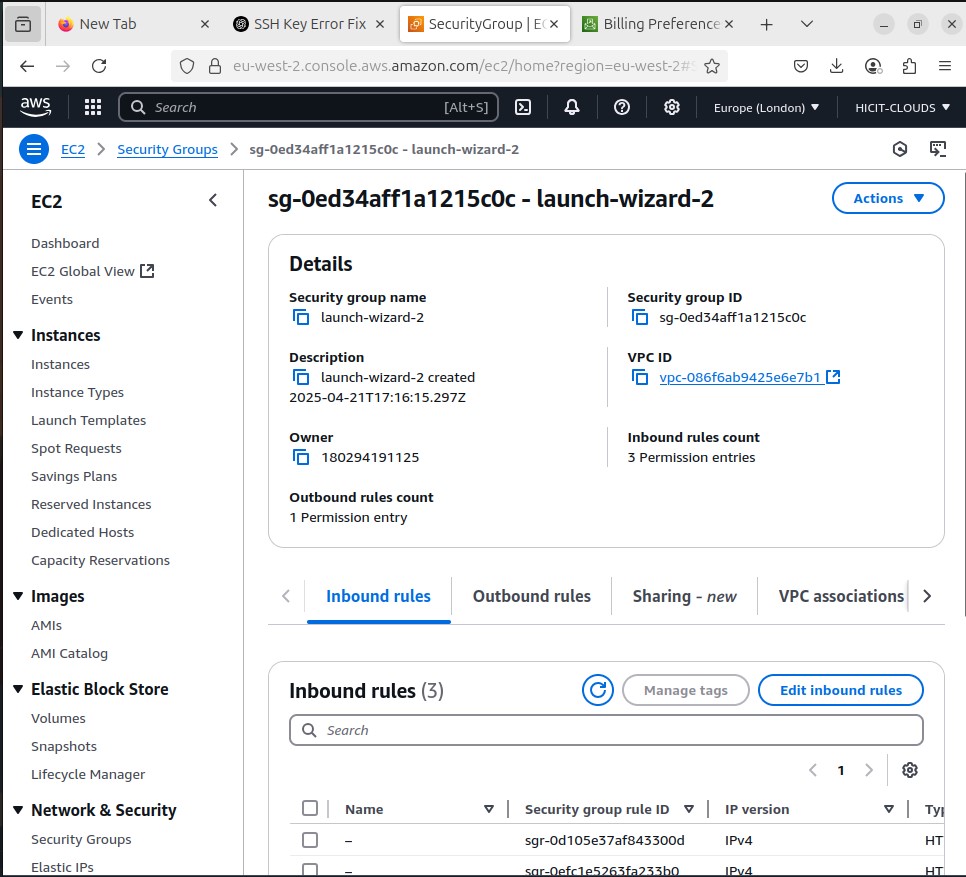 New Tab
SSH Key Error Fix
SecurityGroup | EC
Billing Preference
eu-west-2.console.aws.amazon.com/ec2/home?region=eu-west-2#S
aws
Search [Alt+S]
Europe (London)
HICIT-CLOUDS
EC2
Security Groups
sg-0ed34aff1a1215c0c - launch-wizard-2
EC2
Dashboard
EC2 Global View
Events
Instances
Instances
Instance Types
Launch Templates
Spot Requests
Savings Plans
Reserved Instances
Dedicated Hosts
Capacity Reservations
Images
AMIs
AMI Catalog
Elastic Block Store
Volumes
Snapshots
Lifecycle Manager
Network & Security
Security Groups
Elastic IPs
sg-0ed34aff1a1215c0c - launch-wizard-2
Actions
Details
Security group name
launch-wizard-2
Security group ID
sg-0ed34aff1a1215c0c
Description
launch-wizard-2 created
2025-04-21T17:16:15.297Z
VPC ID
vpc-086f6ab9425e6e7b1
Owner
180294191125
Inbound rules count
3 Permission entries
Outbound rules count
1 Permission entry
Inbound rules
Outbound rules
Sharing - new
VPC associations
Inbound rules (3)
Manage tags
Edit inbound rules
Search
1
Name Security group rule ID IP version Typ
– sgr-0d105e37af843300d IPv4 HT
– sgr-0efc1e5263fa233b0 IPv4 HT